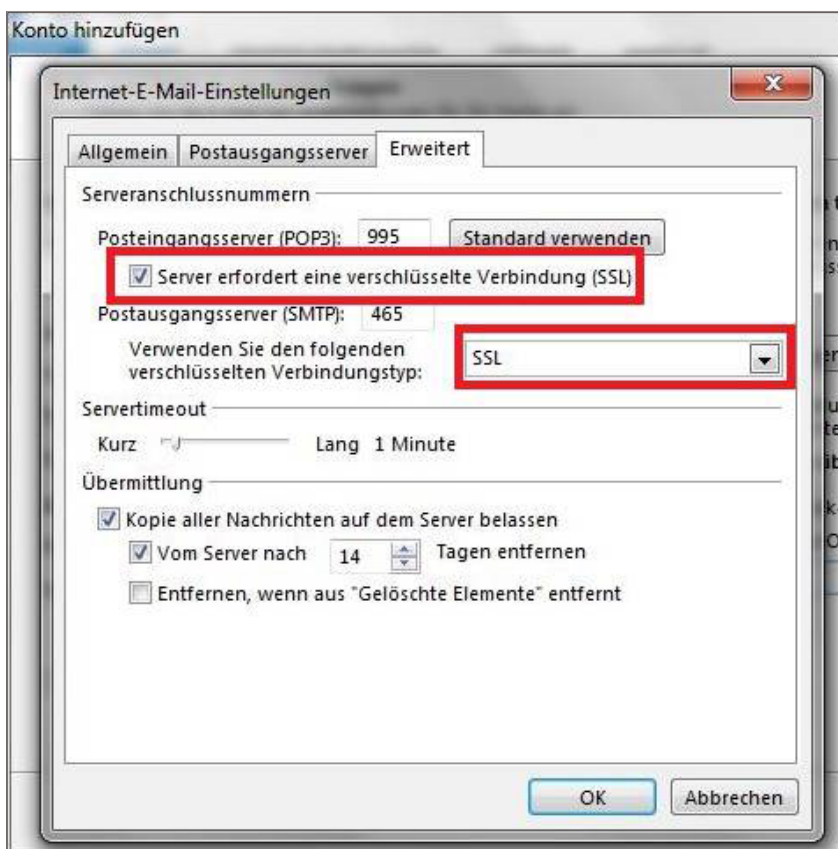 Konto hinzufügen
Internet-E-Mail-Einstellungen
Allgemein Postausgangsserver Erweitert
Serveranschlussnummern
Posteingangsserver (POP3): 995 Standard verwenden
Server erfordert eine verschlüsselte Verbindung (SSL)
Postausgangsserver (SMTP): 465
Verwenden Sie den folgenden
verschlüsselten Verbindungstyp: SSL
Servertimeout
Kurz Lang 1 Minute
Übermittlung
Kopie aller Nachrichten auf dem Server belassen
Vom Server nach 14 Tagen entfernen
Entfernen, wenn aus "Gelöschte Elemente" entfernt
OK Abbrechen